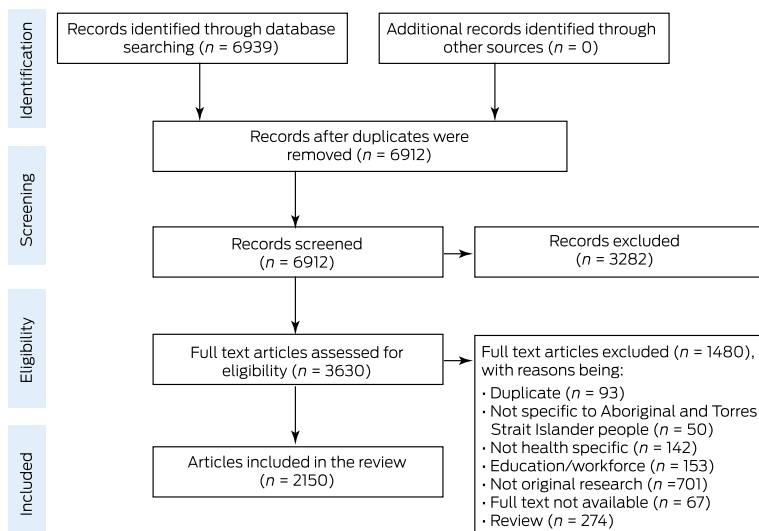 Identification
Records identified through database
searching (n = 6939)
Additional records identified through
other sources (n = 0)
Records after duplicates were
removed (n = 6912)
Screening
Records screened
(n = 6912)
Records excluded
(n = 3282)
Eligibility
Full text articles assessed for
eligibility (n = 3630)
Full text articles excluded (n = 1480),
with reasons being:
· Duplicate (n = 93)
· Not specific to Aboriginal and Torres
Strait Islander people (n = 50)
· Not health specific (n = 142)
· Education/workforce (n = 153)
· Not original research (n =701)
· Full text not available (n = 67)
· Review (n = 274)
Included
Articles included in the review
(n = 2150)